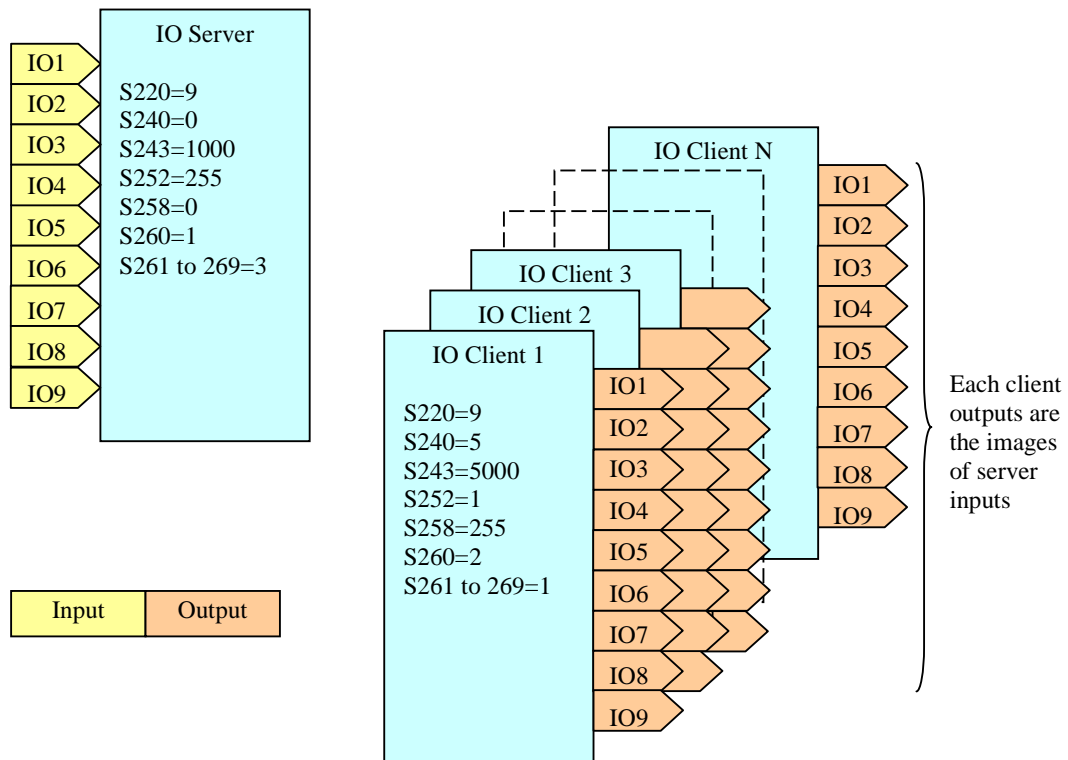 IO Server
IO1
IO2
IO3
IO4
IO5
IO6
IO7
IO8
IO9
S220=9
S240=0
S243=1000
S252=255
S258=0
S260=1
S261 to 269=3
Input
Output
IO Client N
IO Client 3
IO Client 2
IO Client 1
S220=9
S240=5
S243=5000
S252=1
S258=255
S260=2
S261 to 269=1
IO1
IO2
IO3
IO4
IO5
IO6
IO7
IO8
IO9
IO1
IO2
IO3
IO4
IO5
IO6
IO7
IO8
IO9
Each client
outputs are
the images
of server
inputs